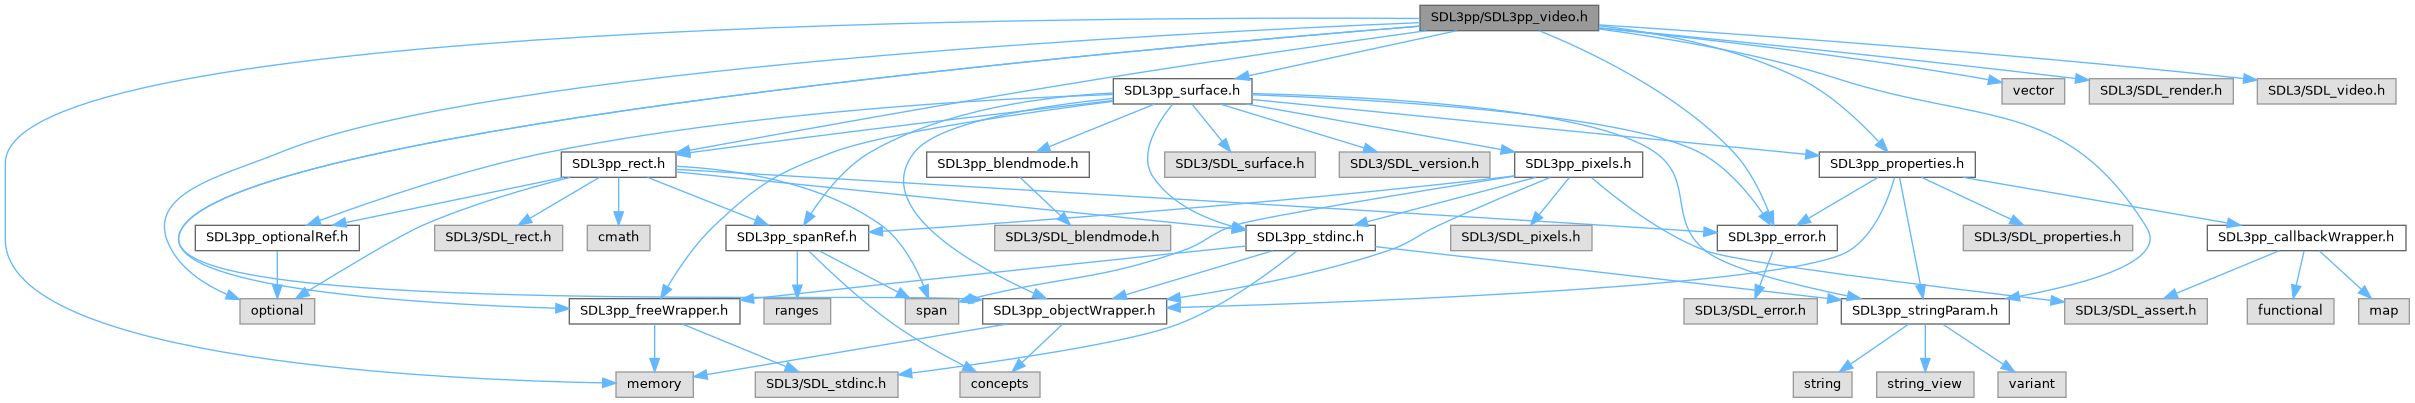 SDL3pp/SDL3pp_video.h
SDL3pp_surface.h
vector
SDL3/SDL_render.h
SDL3/SDL_video.h
SDL3pp_rect.h
SDL3pp_blendmode.h
SDL3/SDL_surface.h
SDL3/SDL_version.h
SDL3pp_pixels.h
SDL3pp_properties.h
SDL3pp_optionalRef.h
SDL3/SDL_rect.h
cmath
SDL3pp_spanRef.h
SDL3/SDL_blendmode.h
SDL3pp_stdinc.h
SDL3/SDL_pixels.h
SDL3pp_error.h
SDL3/SDL_properties.h
SDL3pp_callbackWrapper.h
optional
SDL3pp_freeWrapper.h
ranges
span
SDL3pp_objectWrapper.h
SDL3/SDL_error.h
SDL3pp_stringParam.h
SDL3/SDL_assert.h
functional
map
memory
SDL3/SDL_stdinc.h
concepts
string
string_view
variant